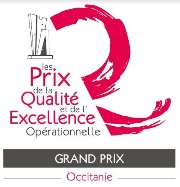 les
Prix
de la Qualité
et de l'
Excellence
Opérationnelle
GRAND PRIX
Occitanie